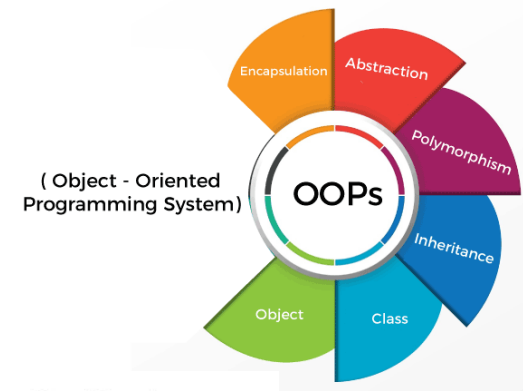 Encapsulation
Abstraction
Polymorphism
( Object - Oriented
Programming System)
OOPs
Inheritance
Object
Class